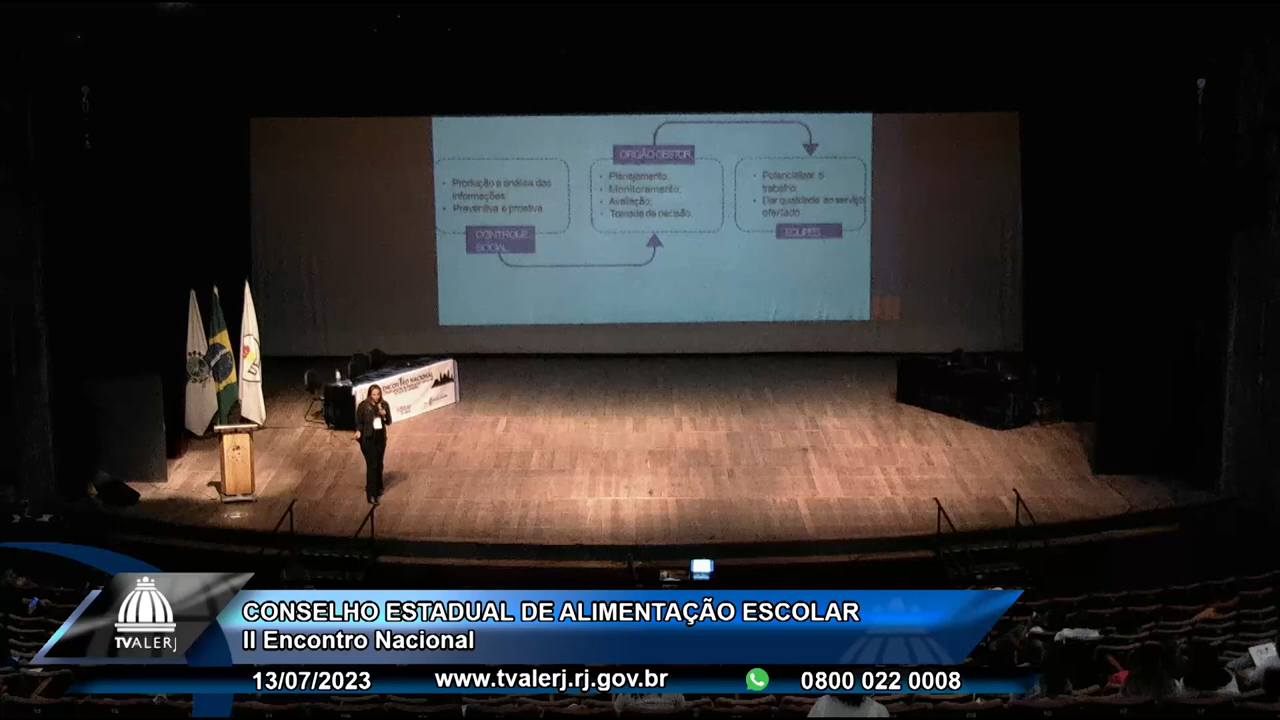 ÓRGÃO GESTOR
• Produção e análise das
informações;
• Preventiva e proativa
CONTROLE
SOCIAL
• Planejamento;
• Monitoramento;
• Avaliação;
• Tomada de decisão.
• Potencializar o
trabalho;
• Dar qualidade ao serviço
ofertado.
EQUIPES
ENCONTRO NACIONAL
TVALERJ
CONSELHO ESTADUAL DE ALIMENTAÇÃO ESCOLAR
II Encontro Nacional
13/07/2023
www.tvalerj.rj.gov.br
0800 022 0008